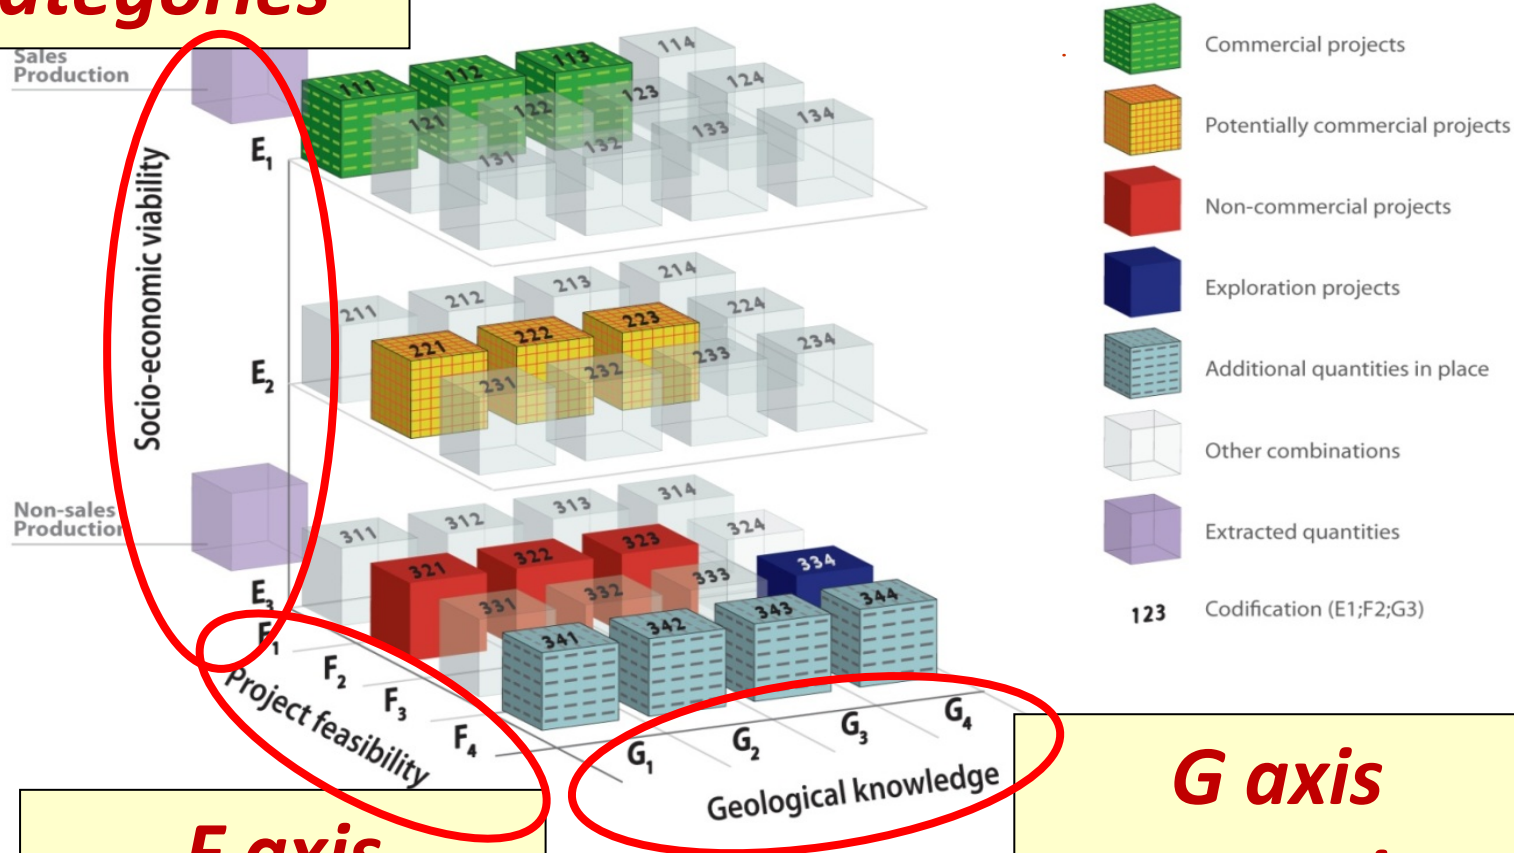 ategories
Sales
Production
Socio-economic viability
E1
111
112
113
114
121
122
123
124
131
132
133
134
E2
211
212
213
214
221
222
223
224
231
232
233
234
Non-sales
Production
E3
311
312
313
314
321
322
323
324
331
332
333
334
341
342
343
344
F1
F2
F3
F4
Project feasibility
G1
G2
G3
G4
Geological knowledge
Commercial projects
Potentially commercial projects
Non-commercial projects
Exploration projects
Additional quantities in place
Other combinations
Extracted quantities
123 Codification (E1;F2;G3)
G axis
F axis